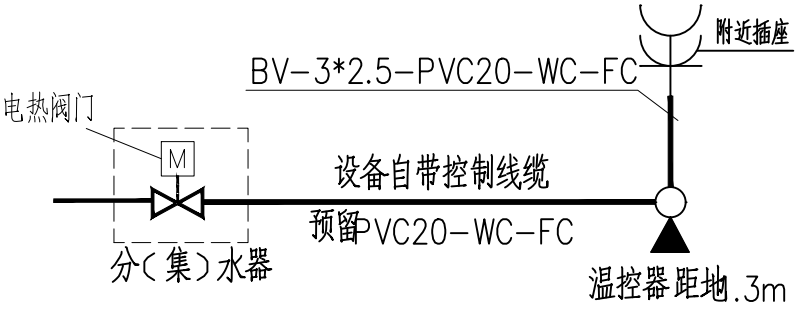 附近插座
BV-3*2.5-PVC20-WC-FC
电热阀门
M
设备自带控制线缆
预留PVC20-WC-FC
分(集)水器
温控器 距地1.3m